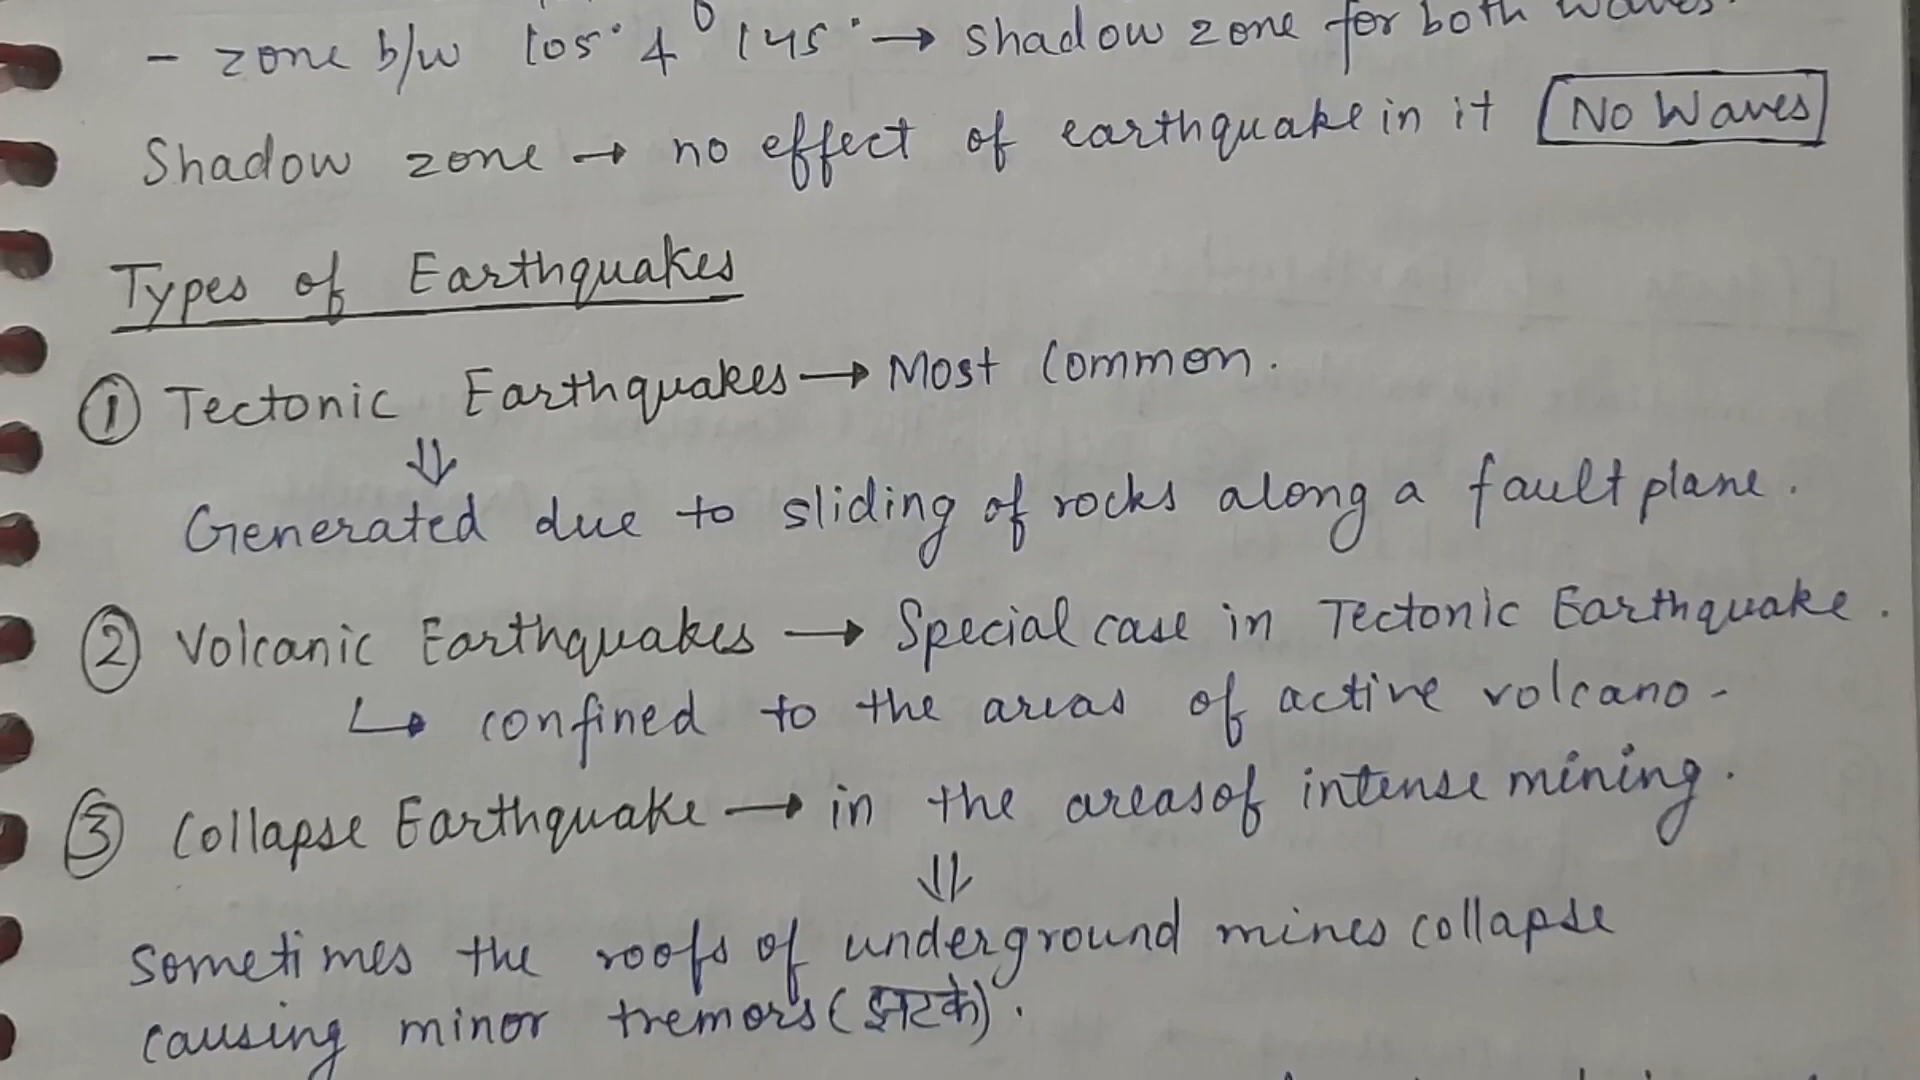 - zone b/w 105° & 145° → shadow zone for both waves.
Shadow zone → no effect of earthquake in it [No Waves]
Types of Earthquakes
① Tectonic Earthquakes → Most Common.
⇓
Generated due to sliding of rocks along a fault plane.
② Volcanic Earthquakes → Special case in Tectonic Earthquake.
↳ confined to the areas of active volcano -
③ Collapse Earthquake → in the areas of intense mining.
⇓
Sometimes the roofs of underground mines collapse
causing minor tremors (झटके).